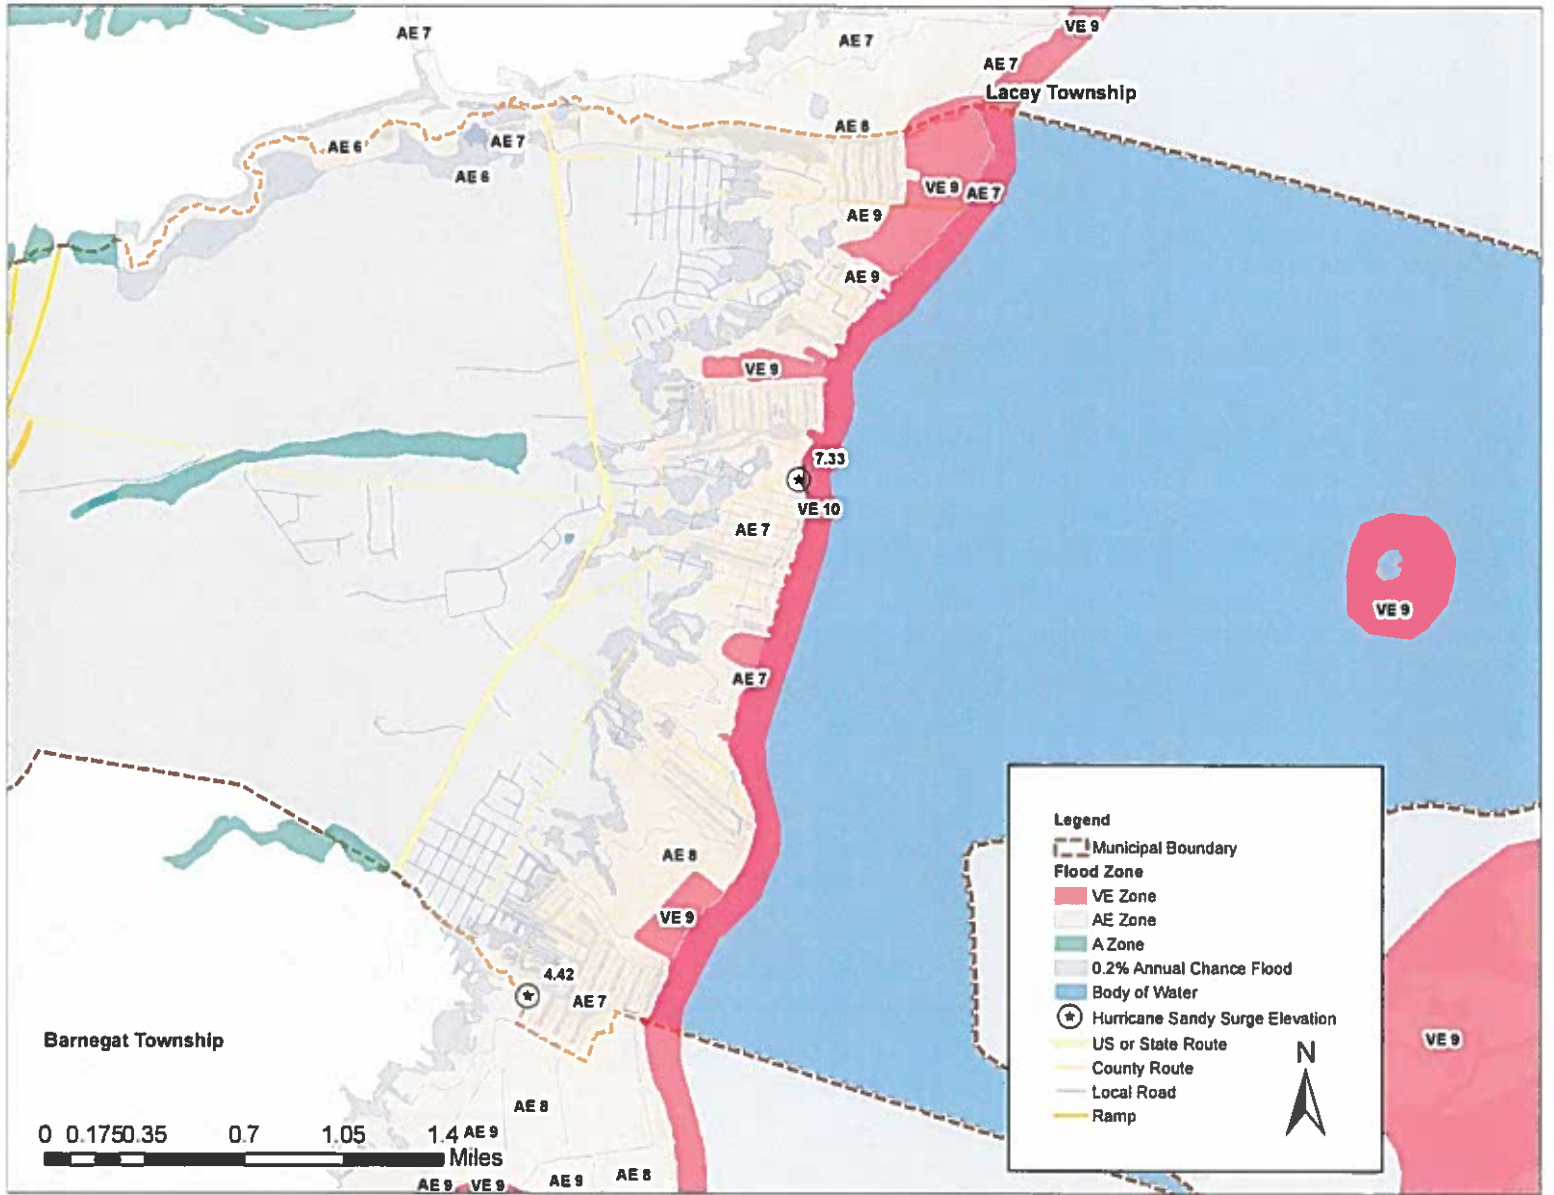 VE 9
AE 7
AE 7
AE 7
Lacey Township
AE 8
AE 7
AE 6
AE 6
VE 9
AE 7
AE 9
AE 9
VE 9
7.33
VE 10
AE 7
VE 9
AE 7
AE 8
VE 9
4.42
AE 7
Barnegat Township
VE 9
AE 8
0 0.175 0.35 0.7 1.05 1.4
Miles
AE 9
AE 9
VE 9
AE 9
AE 8
Legend
Municipal Boundary
Flood Zone
VE Zone
AE Zone
A Zone
0.2% Annual Chance Flood
Body of Water
Hurricane Sandy Surge Elevation
US or State Route
County Route
Local Road
Ramp
N